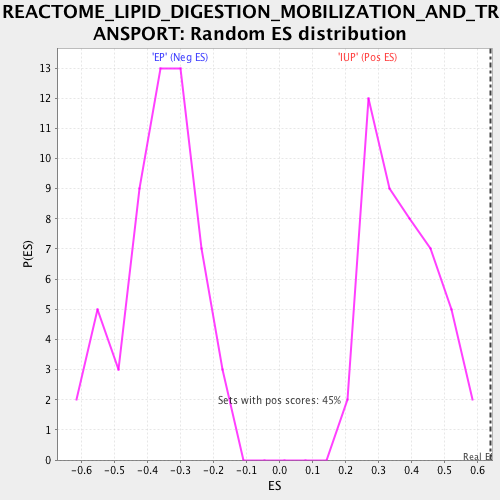 REACTOME_LIPID_DIGESTION_MOBILIZATION_AND_TR
ANSPORT: Random ES distribution
'EP' (Neg ES)
'IUP' (Pos ES)
13
12
11
10
9
8
7
6
5
4
3
2
1
0
P(ES)
Sets with pos scores: 45%
Real E
-0.6 -0.5 -0.4 -0.3 -0.2 -0.1 0.0 0.1 0.2 0.3 0.4 0.5 0.6
ES